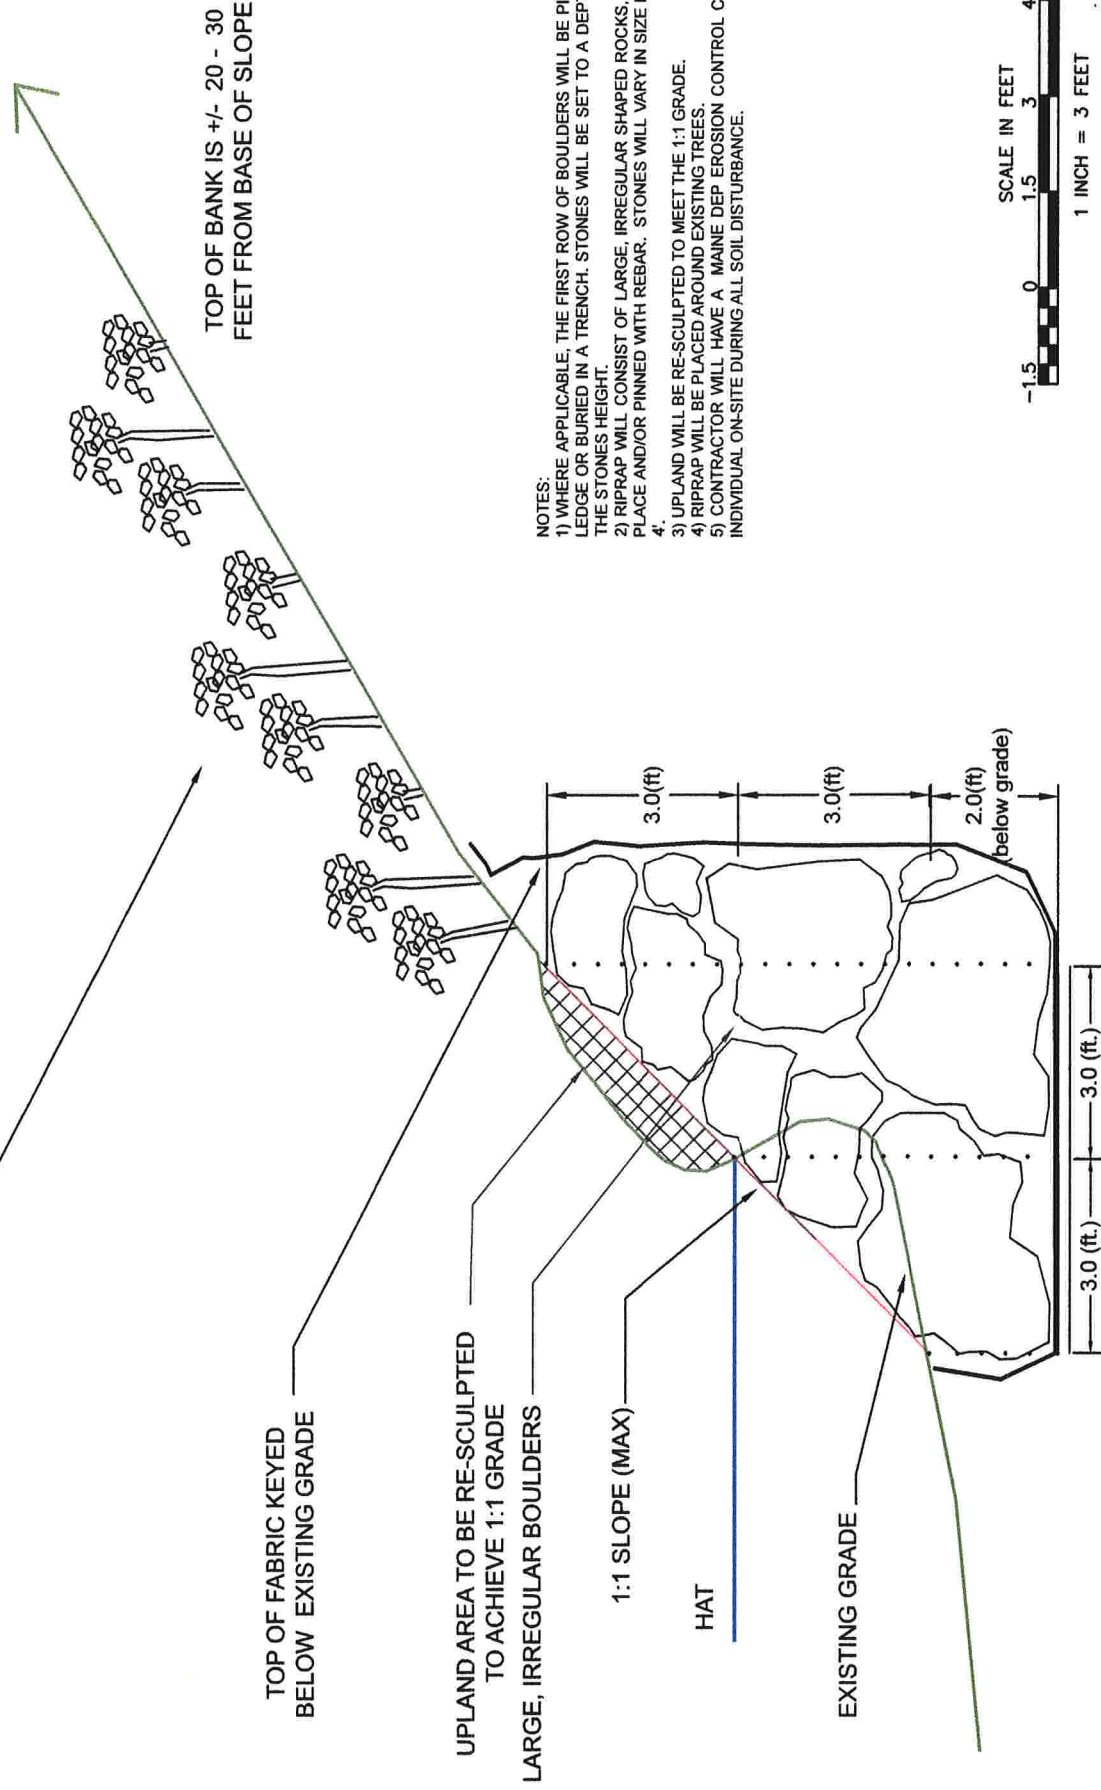 TOP OF BANK IS +/- 20 - 30
FEET FROM BASE OF SLOPE
TOP OF FABRIC KEYED
BELOW EXISTING GRADE
UPLAND AREA TO BE RE-SCULPTED
TO ACHIEVE 1:1 GRADE
LARGE, IRREGULAR BOULDERS
1:1 SLOPE (MAX)
HAT
EXISTING GRADE
3.0(ft)
3.0(ft)
2.0(ft)
(below grade)
3.0 (ft.)
3.0 (ft.)
NOTES:
1) WHERE APPLICABLE, THE FIRST ROW OF BOULDERS WILL BE
LEDGE OR BURIED IN A TRENCH. STONES WILL BE SET TO A
THE STONES HEIGHT.
2) RIPRAP WILL CONSIST OF LARGE, IRREGULAR SHAPED ROCKS,
PLACE AND/OR PINNED WITH REBAR. STONES WILL VARY IN SIZE
4'.
3) UPLAND WILL BE RE-SCULPTED TO MEET THE 1:1 GRADE.
4) RIPRAP WILL BE PLACED AROUND EXISTING TREES.
5) CONTRACTOR WILL HAVE A MAINE DEP EROSION CONTROL
INDIVIDUAL ON-SITE DURING ALL SOIL DISTURBANCE.
SCALE IN FEET
-1.5 0 1.5 3
1 INCH = 3 FEET